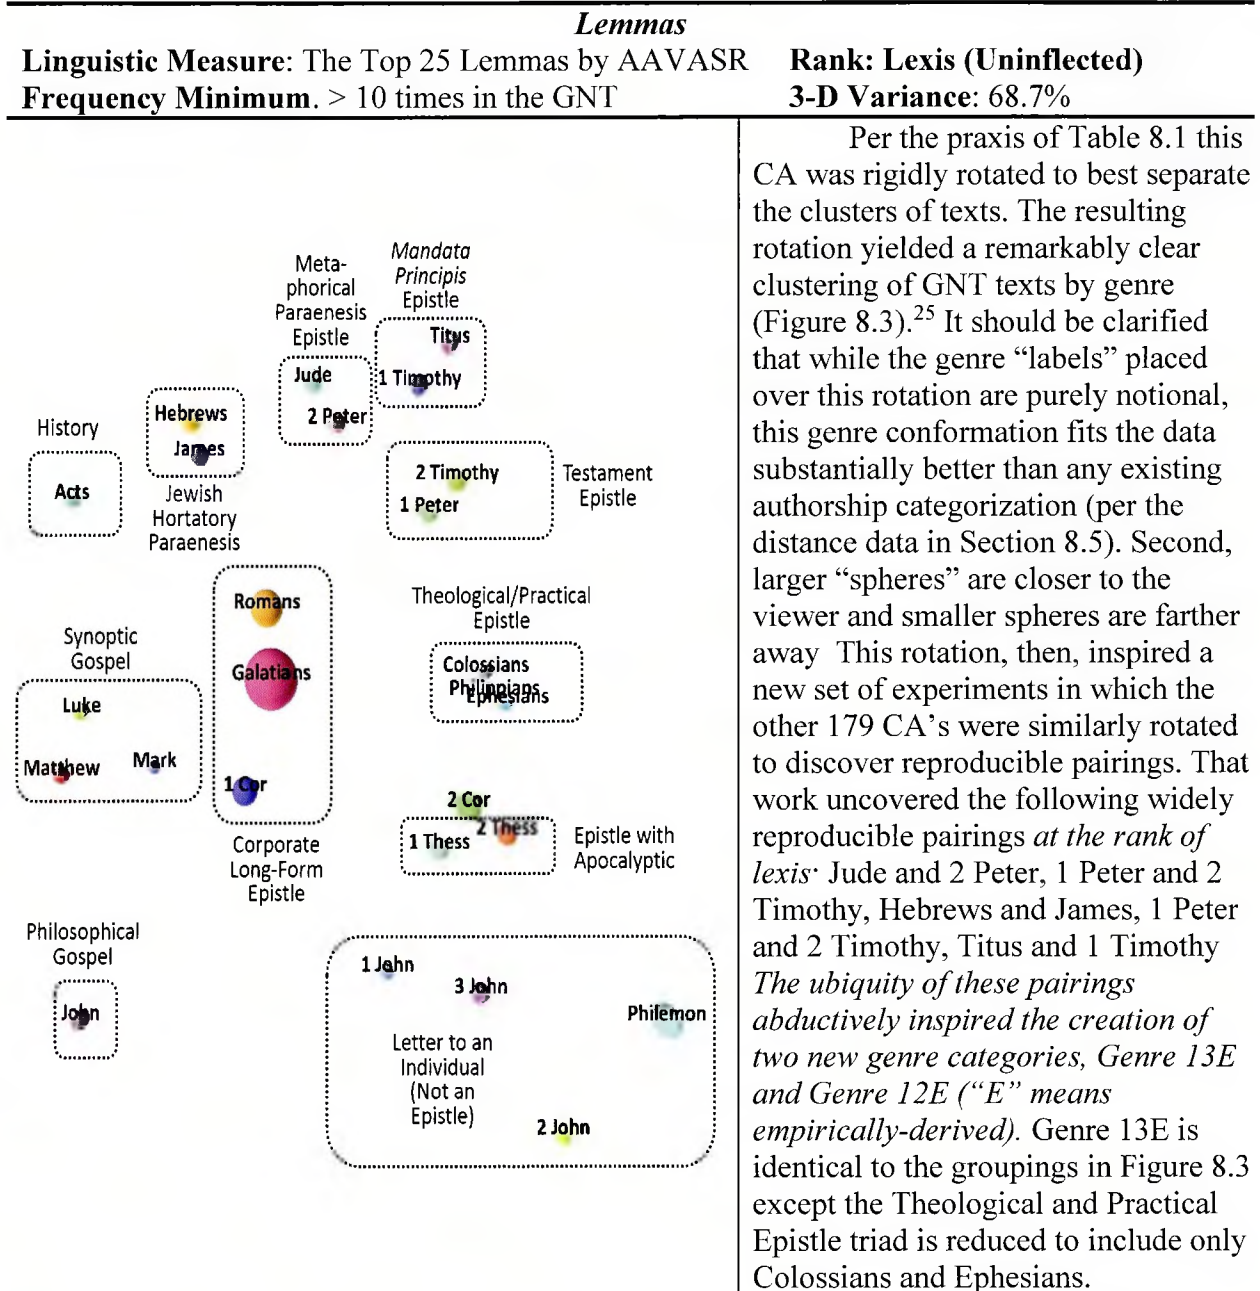 Lemmas
Linguistic Measure: The Top 25 Lemmas by AAVASR Rank: Lexis (Uninflected)
Frequency Minimum. > 10 times in the GNT 3-D Variance: 68.7%
Meta-
phorical
Paraenesis
Epistle
Mandata
Principis
Epistle
Titus
Jude
1 Timothy
2 Peter
Hebrews
James
History
Acts
Jewish
Hortatory
Paraenesis
2 Timothy
1 Peter
Testament
Epistle
Romans
Galatians
1 Cor
Corporate
Long-Form
Epistle
Theological/Practical
Epistle
Colossians
Philippians
Ephesians
Synoptic
Gospel
Luke
Matthew
Mark
2 Cor
2 Thess
1 Thess
Epistle with
Apocalyptic
Philosophical
Gospel
John
1 John
3 John
Philemon
Letter to an
Individual
(Not an
Epistle)
2 John
Per the praxis of Table 8.1 this
CA was rigidly rotated to best separate
the clusters of texts. The resulting
rotation yielded a remarkably clear
clustering of GNT texts by genre
(Figure 8.3).25 It should be clarified
that while the genre “labels” placed
over this rotation are purely notional,
this genre conformation fits the data
substantially better than any existing
authorship categorization (per the
distance data in Section 8.5). Second,
larger “spheres” are closer to the
viewer and smaller spheres are farther
away This rotation, then, inspired a
new set of experiments in which the
other 179 CA’s were similarly rotated
to discover reproducible pairings. That
work uncovered the following widely
reproducible pairings at the rank of
lexis· Jude and 2 Peter, 1 Peter and 2
Timothy, Hebrews and James, 1 Peter
and 2 Timothy, Titus and 1 Timothy
The ubiquity of these pairings
abductively inspired the creation of
two new genre categories, Genre 13E
and Genre 12E (“E” means
empirically-derived). Genre 13E is
identical to the groupings in Figure 8.3
except the Theological and Practical
Epistle triad is reduced to include only
Colossians and Ephesians.